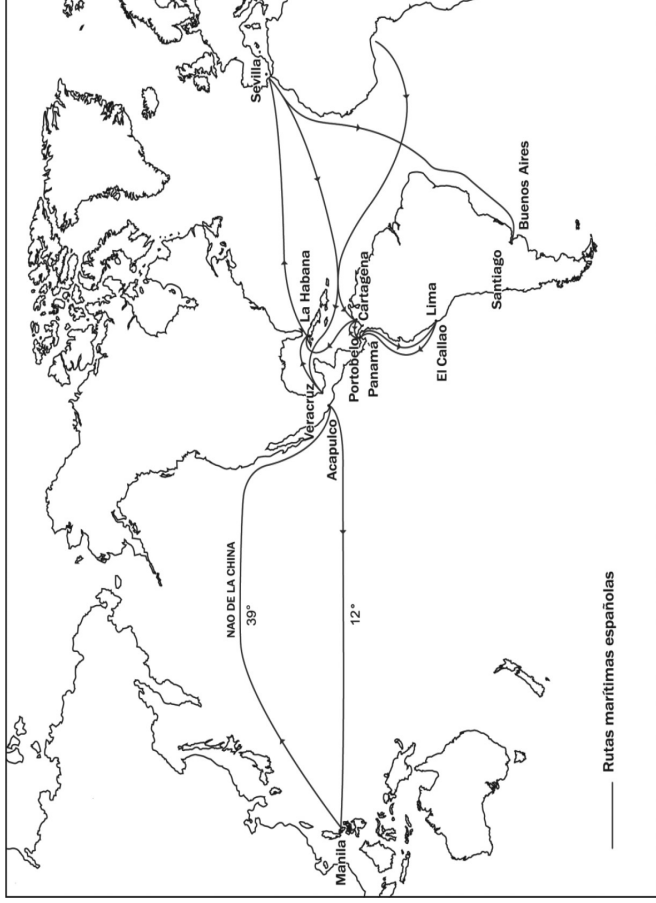 Sevilla
La Habana
NAO DE LA CHINA
39°
Veracruz
Acapulco
Portobelo
Cartagena
Panamá
12°
Manila
Lima
El Callao
Santiago
Buenos Aires
Rutas marítimas españolas